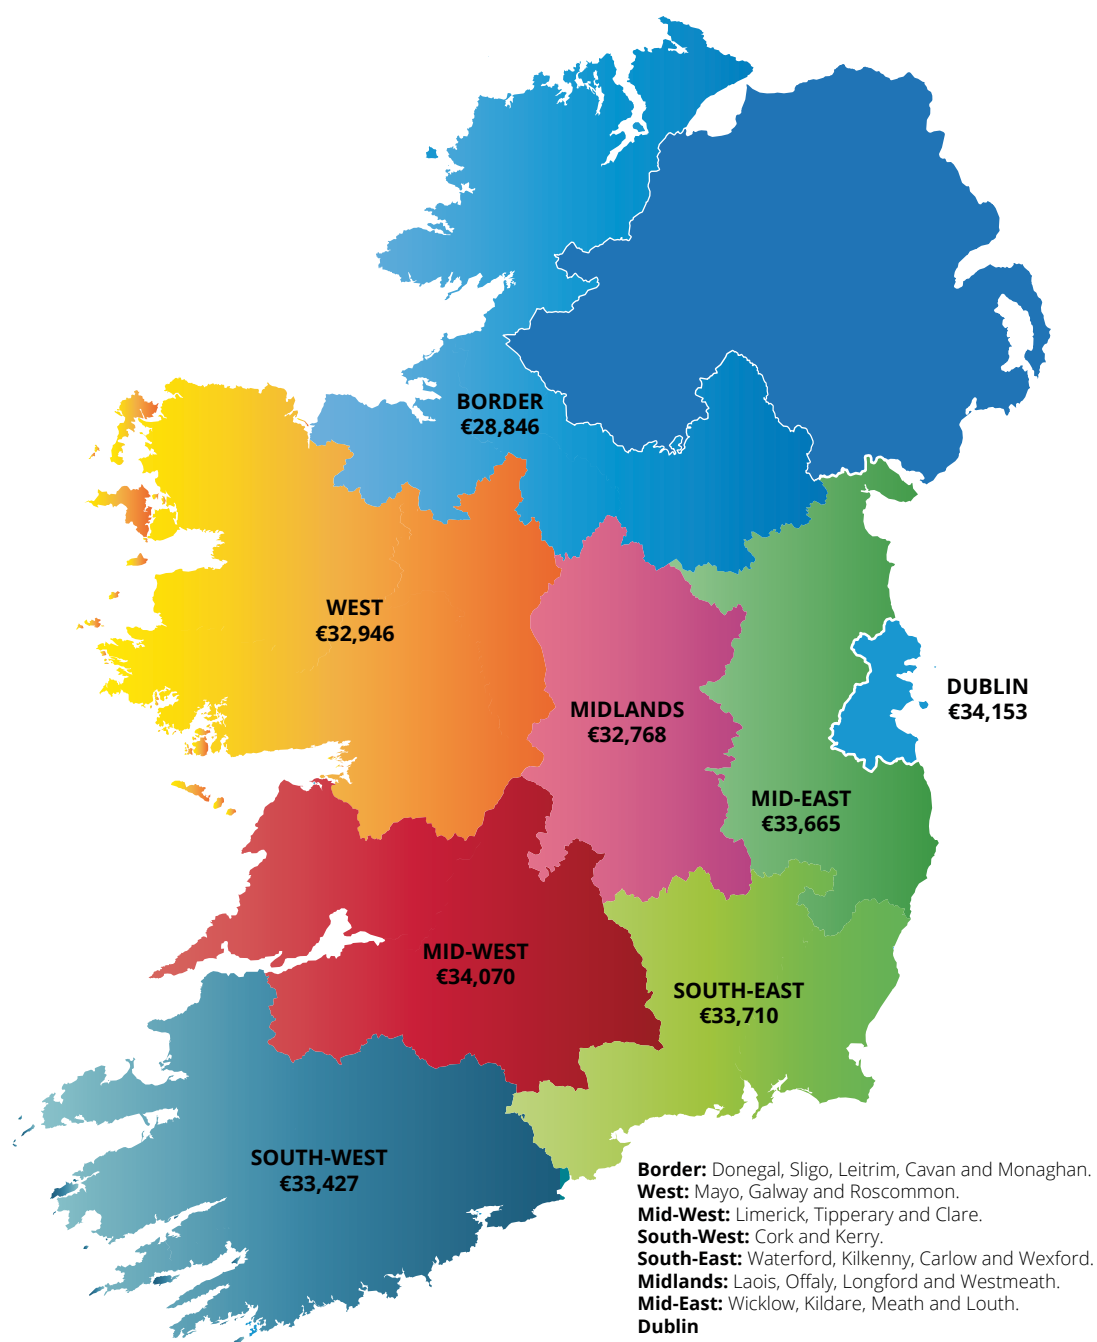 BORDER
€28,846
WEST
€32,946
DUBLIN
€34,153
MIDLANDS
€32,768
MID-EAST
€33,665
MID-WEST
€34,070
SOUTH-EAST
€33,710
SOUTH-WEST
€33,427
Border: Donegal, Sligo, Leitrim, Cavan and Monaghan.
West: Mayo, Galway and Roscommon.
Mid-West: Limerick, Tipperary and Clare.
South-West: Cork and Kerry.
South-East: Waterford, Kilkenny, Carlow and Wexford.
Midlands: Laois, Offaly, Longford and Westmeath.
Mid-East: Wicklow, Kildare, Meath and Louth.
Dublin